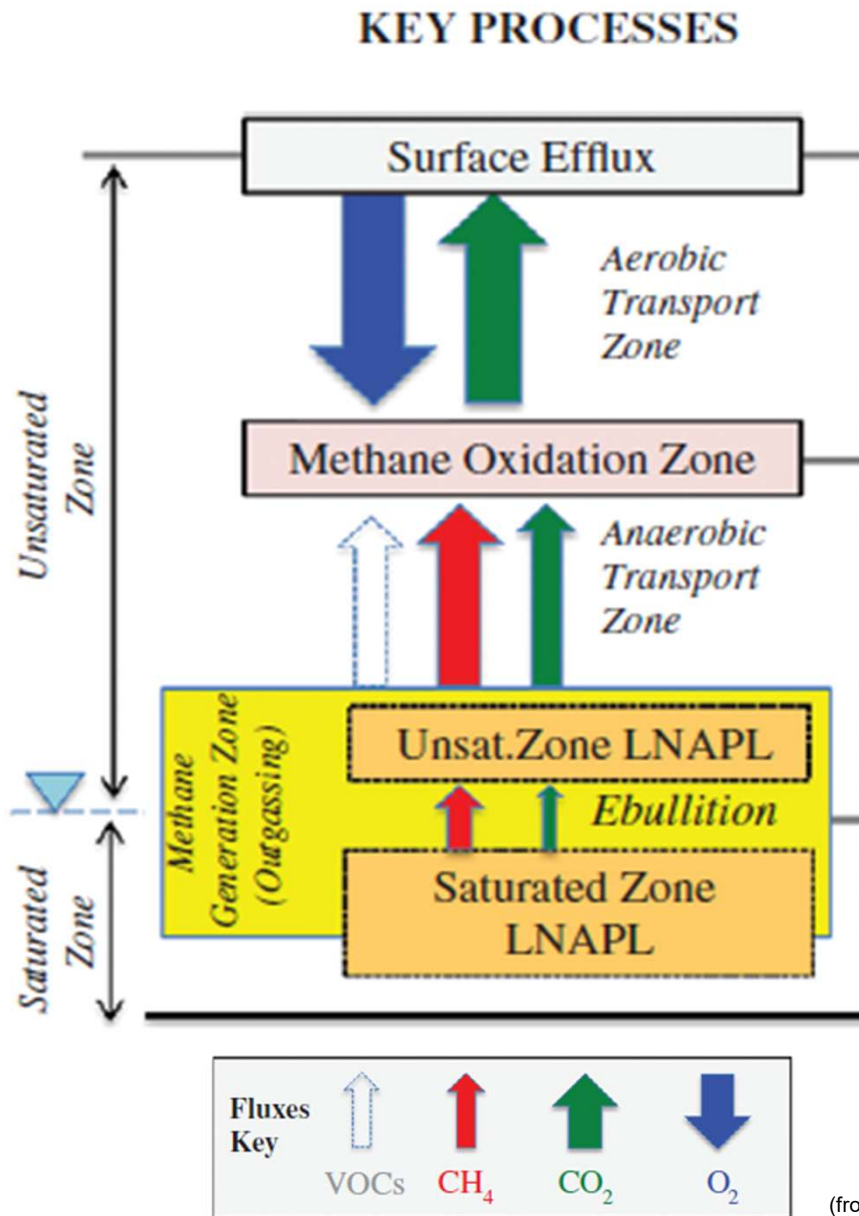 KEY PROCESSES
Surface Efflux
Aerobic
Transport
Zone
Unsaturated
Zone
Methane Oxidation Zone
Anaerobic
Transport
Zone
Methane
Generation Zone
(Outgassing)
Unsat.Zone LNAPL
Ebullition
Saturated Zone
LNAPL
Saturated
Zone
Fluxes
Key
VOCs
CH₄
CO₂
O₂
(fro